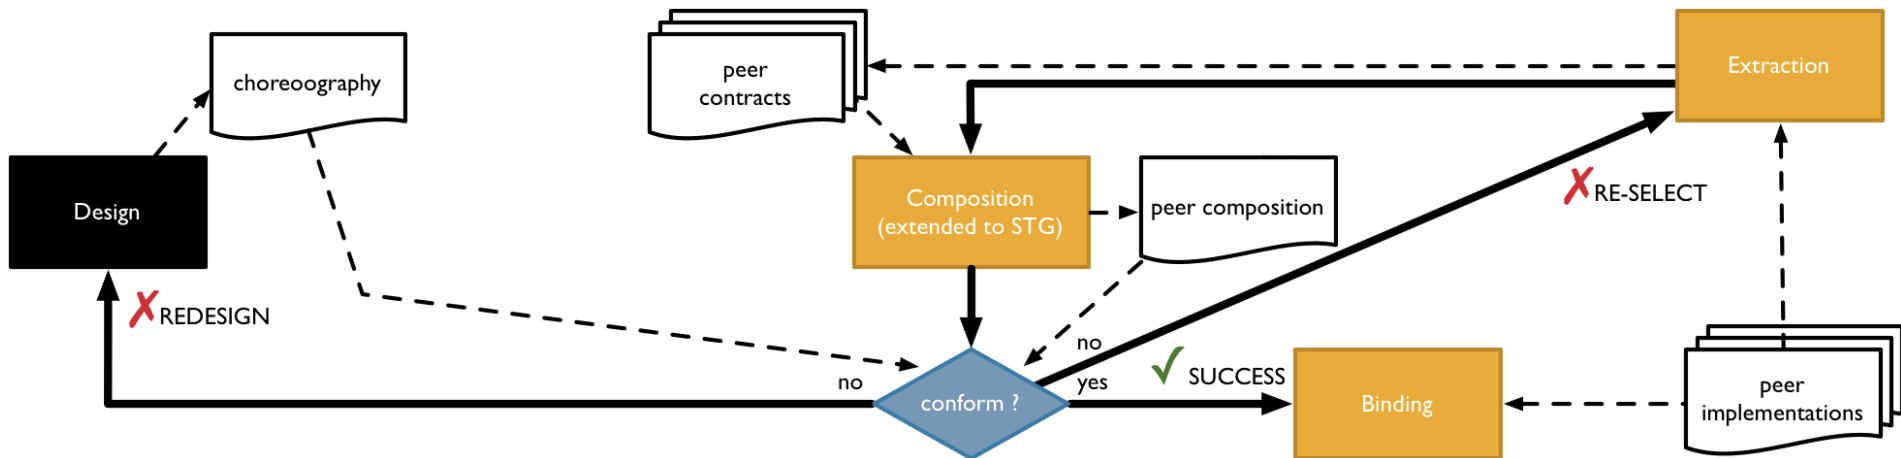 choreoography
peer
contracts
Extraction
Design
Composition
(extended to STG)
peer composition
RE-SELECT
REDESIGN
no
no
yes
SUCCESS
conform ?
Binding
peer
implementations